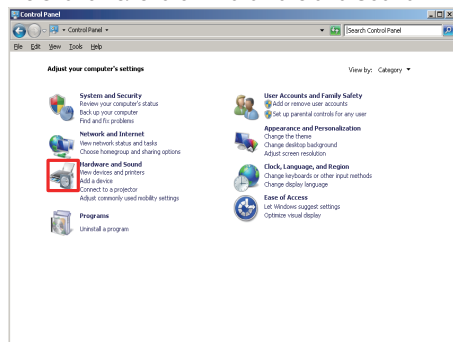 Control Panel
Control Panel
Search Control Panel
File Edit View Tools Help
Adjust your computer's settings
View by: Category
System and Security
Review your computer's status
Back up your computer
Find and fix problems
Network and Internet
View network status and tasks
Choose homegroup and sharing options
Hardware and Sound
View devices and printers
Add a device
Connect to a projector
Adjust commonly used mobility settings
Programs
Uninstall a program
User Accounts and Family Safety
Add or remove user accounts
Set up parental controls for any user
Appearance and Personalization
Change the theme
Change desktop background
Adjust screen resolution
Clock, Language, and Region
Change keyboards or other input methods
Change display language
Ease of Access
Let Windows suggest settings
Optimize visual display